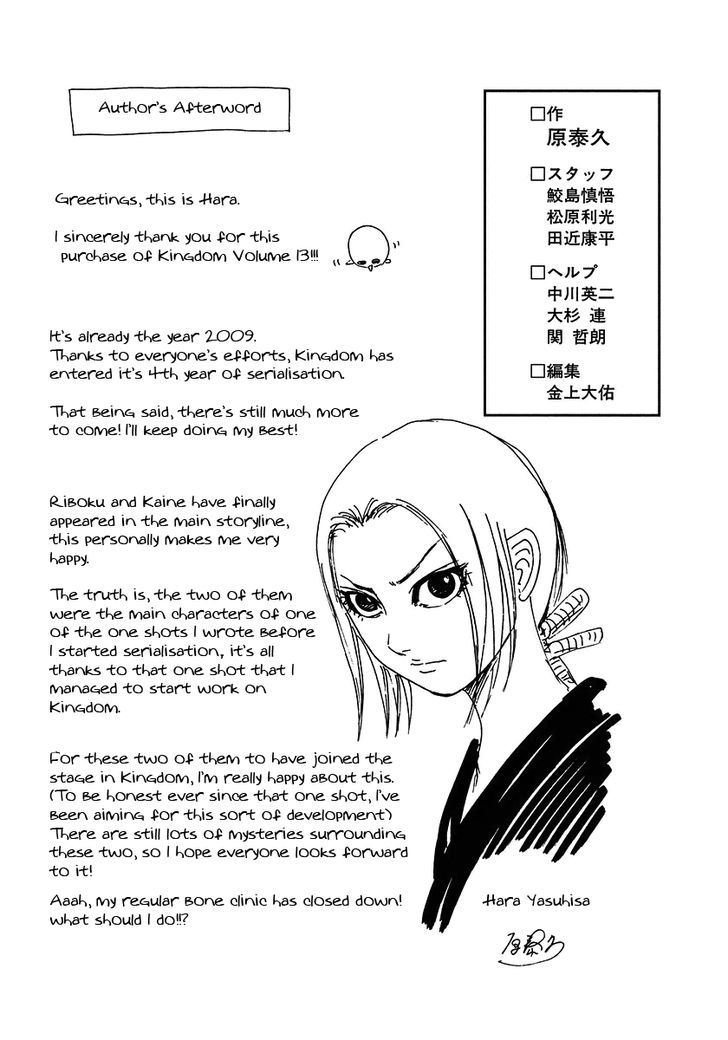 Author's Afterword
Greetings, this is Hara.
I sincerely thank you for this
purchase of Kingdom Volume 13!!!
It's already the year 2009.
Thanks to everyone's efforts, Kingdom has
entered it's 4th year of serialisation.
That being said, there's still much more
to come! I'll keep doing my best!
Riboku and Kaine have finally
appeared in the main storyline,
this personally makes me very
happy.
The truth is, the two of them
were the main characters of one
of the one shots I wrote before
I started serialisation, it's all
thanks to that one shot that I
managed to start work on
Kingdom.
For these two of them to have joined the
stage in Kingdom, I'm really happy about this.
(To be honest ever since that one shot, I've
been aiming for this sort of development)
There are still lots of mysteries surrounding
these two, so I hope everyone looks forward
to it!
Aaah, my regular bone clinic has closed down!
what should I do!!?
□作
原泰久
□スタッフ
鮫島慎悟
松原利光
田近康平
□ヘルプ
中川英二
大杉 連
関 哲朗
□編集
金上大佑
Hara Yasuhisa
原泰久